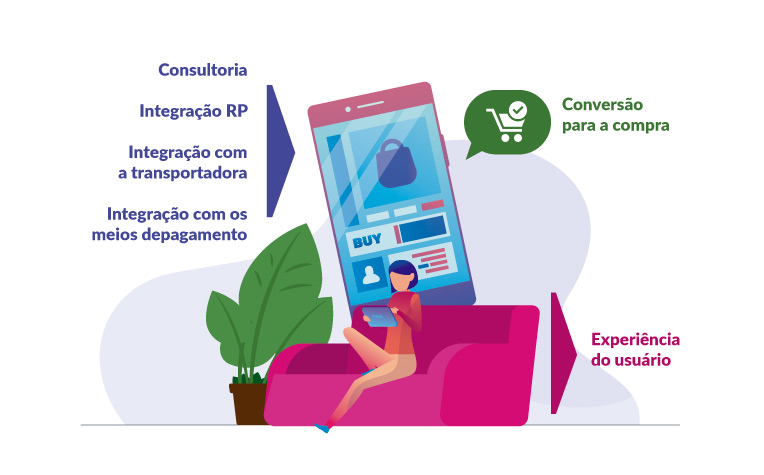 Consultoria
Integração RP
Integração com
a transportadora
Integração com os
meios depagamento
BUY
Conversão
para a compra
Experiência
do usuário